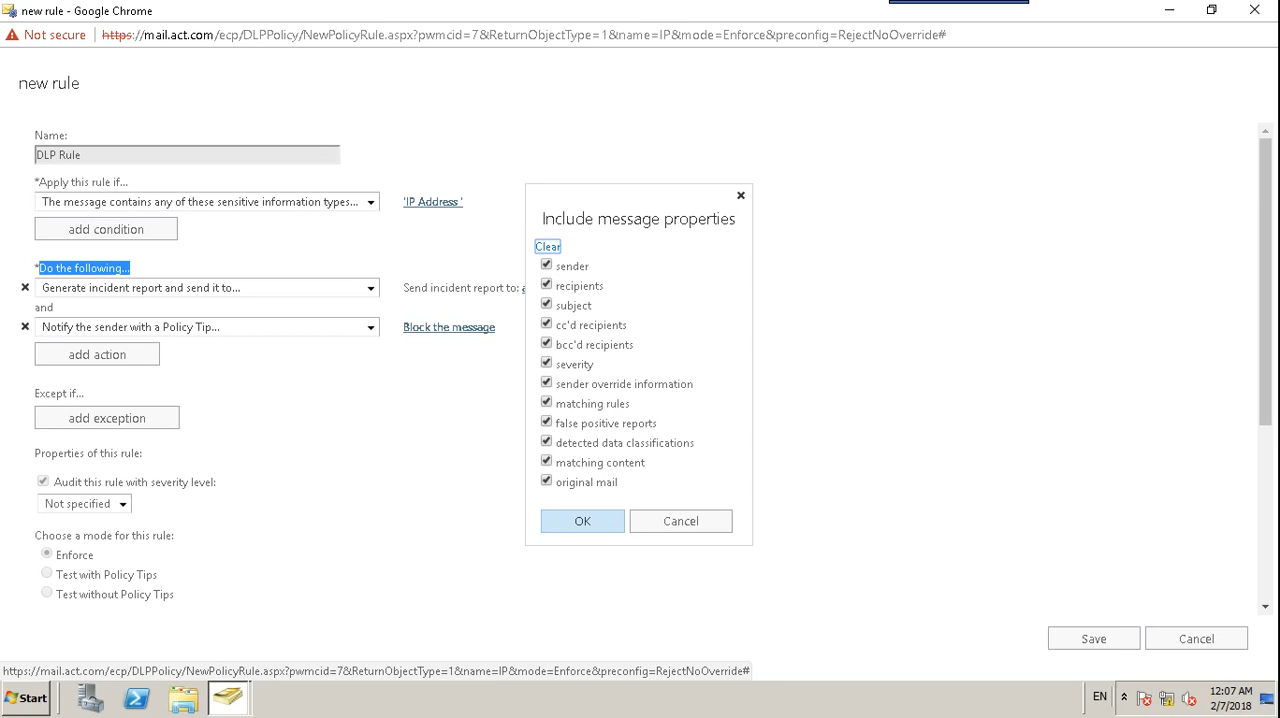 new rule - Google Chrome
Not secure | https://mail.act.com/ecp/DLPPolicy/NewPolicyRule.aspx?pwmcid=7&ReturnObjectType=1&name=IP&mode=Enforce&preconfig=RejectNoOverride#
new rule
Name:
DLP Rule
*Apply this rule if...
The message contains any of these sensitive information types... 'IP Address '
add condition
*Do the following...
Generate incident report and send it to... Send incident report to:
and
Notify the sender with a Policy Tip... Block the message
add action
Except if...
add exception
Properties of this rule:
Audit this rule with severity level:
Not specified
Choose a mode for this rule:
Enforce
Test with Policy Tips
Test without Policy Tips
Include message properties
Clear
sender
recipients
subject
cc'd recipients
bcc'd recipients
severity
sender override information
matching rules
false positive reports
detected data classifications
matching content
original mail
OK Cancel
Save Cancel
https://mail.act.com/ecp/DLPPolicy/NewPolicyRule.aspx?pwmcid=7&ReturnObjectType=1&name=IP&mode=Enforce&preconfig=RejectNoOverride#
Start EN 12:07 AM
2/7/2018